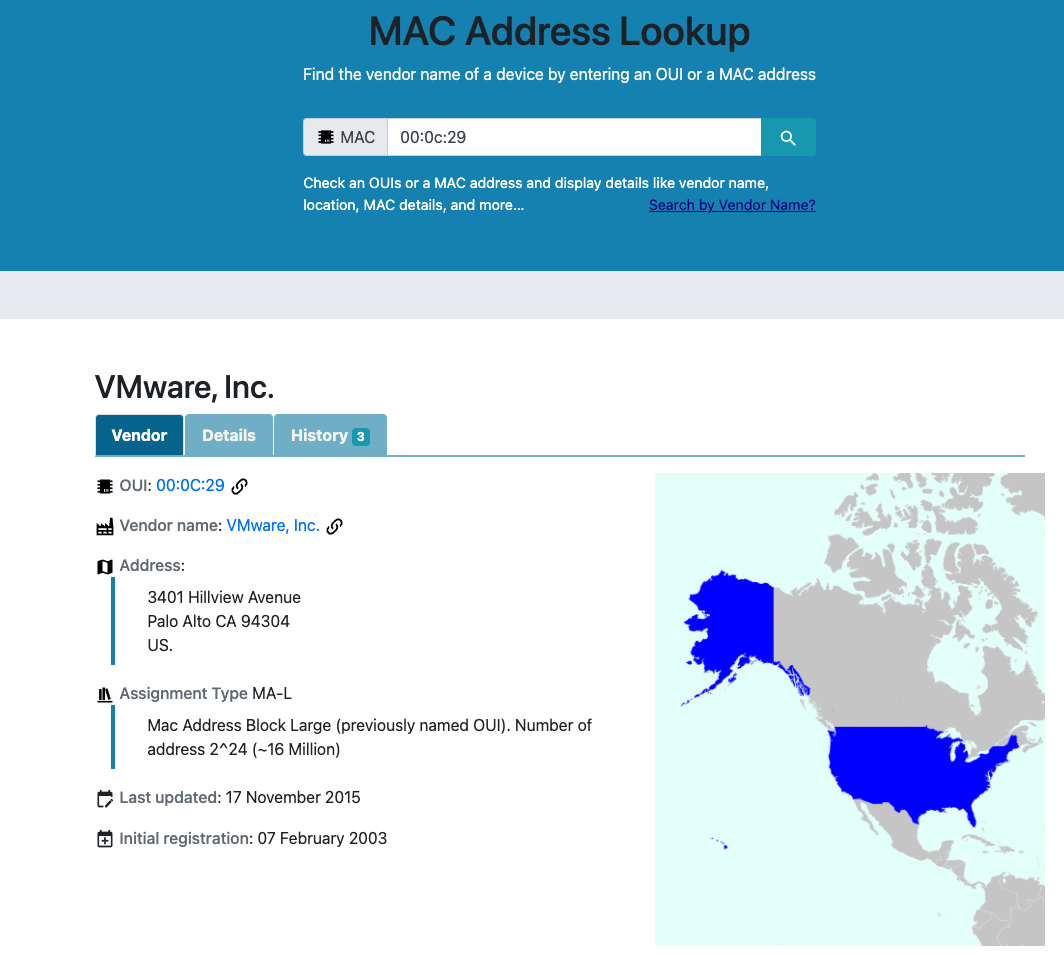 MAC Address Lookup
Find the vendor name of a device by entering an OUI or a MAC address
MAC 00:0c:29
Check an OUIs or a MAC address and display details like vendor name,
location, MAC details, and more...
Search by Vendor Name?
VMware, Inc.
Vendor Details History 3
OUI: 00:0C:29
Vendor name: VMware, Inc.
Address:
3401 Hillview Avenue
Palo Alto CA 94304
US.
Assignment Type MA-L
Mac Address Block Large (previously named OUI). Number of
address 2^24 (~16 Million)
Last updated: 17 November 2015
Initial registration: 07 February 2003